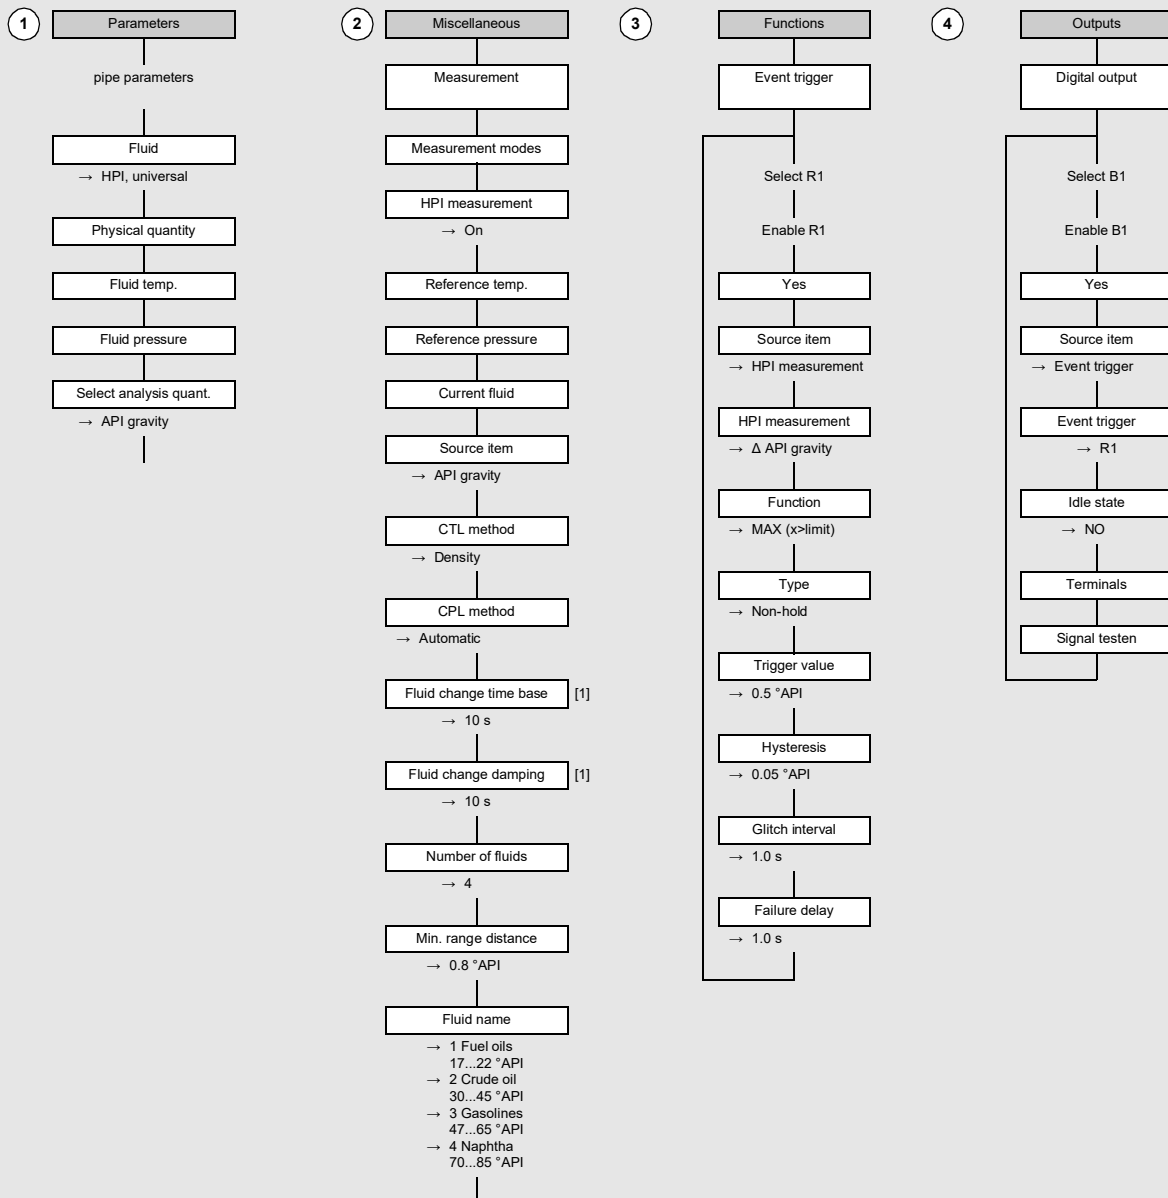 1
Parameters
pipe parameters
Fluid
→ HPI, universal
Physical quantity
Fluid temp.
Fluid pressure
Select analysis quant.
→ API gravity
2
Miscellaneous
Measurement
Measurement modes
HPI measurement
→ On
Reference temp.
Reference pressure
Current fluid
Source item
→ API gravity
CTL method
→ Density
CPL method
→ Automatic
Fluid change time base [1]
→ 10 s
Fluid change damping [1]
→ 10 s
Number of fluids
→ 4
Min. range distance
→ 0.8 °API
Fluid name
→ 1 Fuel oils
17...22 °API
→ 2 Crude oil
30...45 °API
→ 3 Gasolines
47...65 °API
→ 4 Naphtha
70...85 °API
3
Functions
Event trigger
Select R1
Enable R1
Yes
Source item
→ HPI measurement
HPI measurement
→ Δ API gravity
Function
→ MAX (x>limit)
Type
→ Non-hold
Trigger value
→ 0.5 °API
Hysteresis
→ 0.05 °API
Glitch interval
→ 1.0 s
Failure delay
→ 1.0 s
4
Outputs
Digital output
Select B1
Enable B1
Yes
Source item
→ Event trigger
Event trigger
→ R1
Idle state
→ NO
Terminals
Signal testen